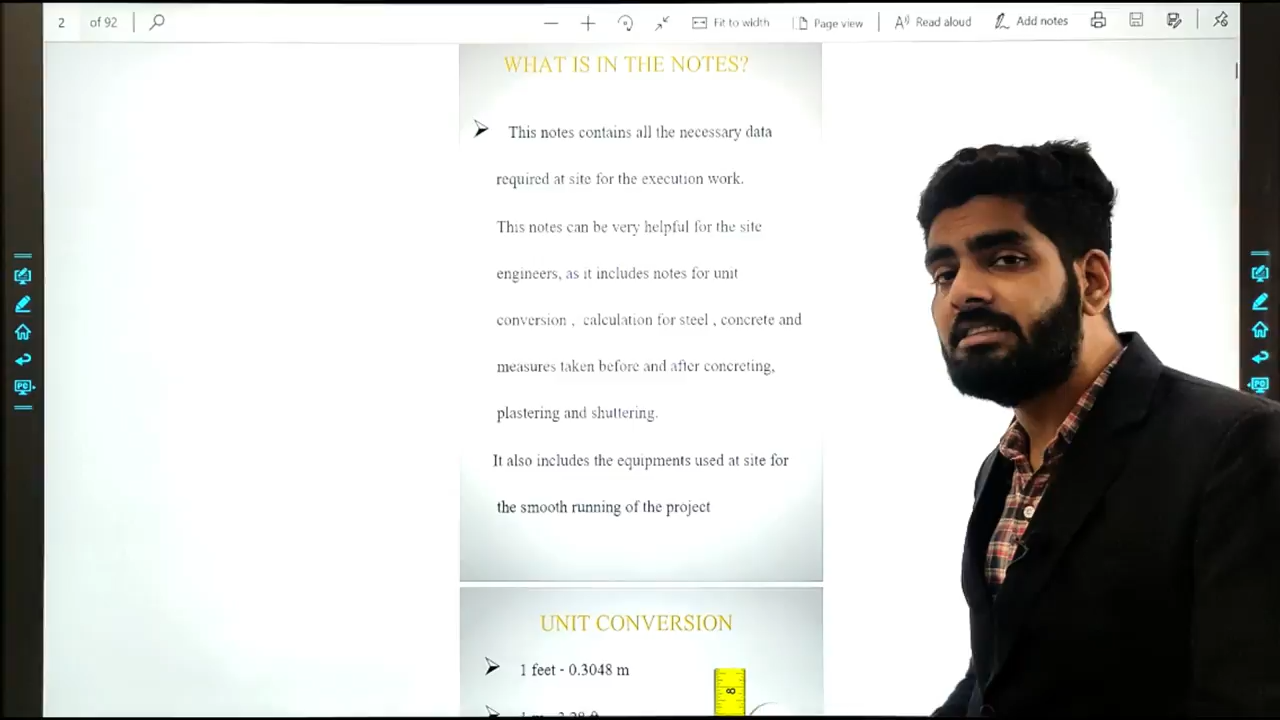 2 of 92
Fit to width
Page view
Read aloud
Add notes
WHAT IS IN THE NOTES?
This notes contains all the necessary data
required at site for the execution work.
This notes can be very helpful for the site
engineers, as it includes notes for unit
conversion , calculation for steel , concrete and
measures taken before and after concreting,
plastering and shuttering.
It also includes the equipments used at site for
the smooth running of the project
UNIT CONVERSION
1 feet - 0.3048 m
8
PC
PC